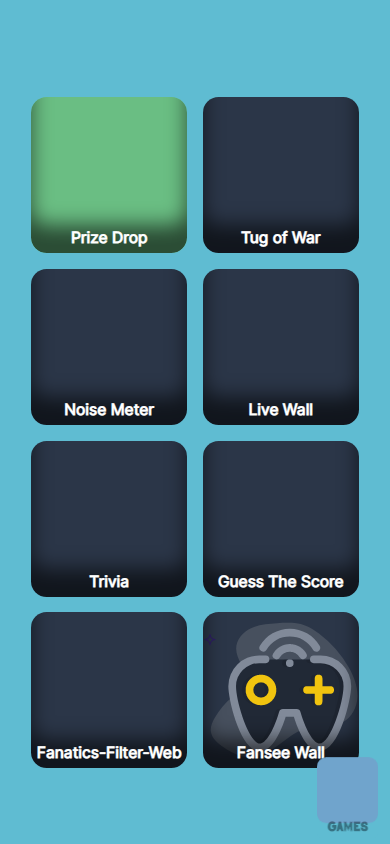 Prize Drop
Tug of War
Noise Meter
Live Wall
Trivia
Guess The Score
Fanatics-Filter-Web
Fansee Wall
GAMES